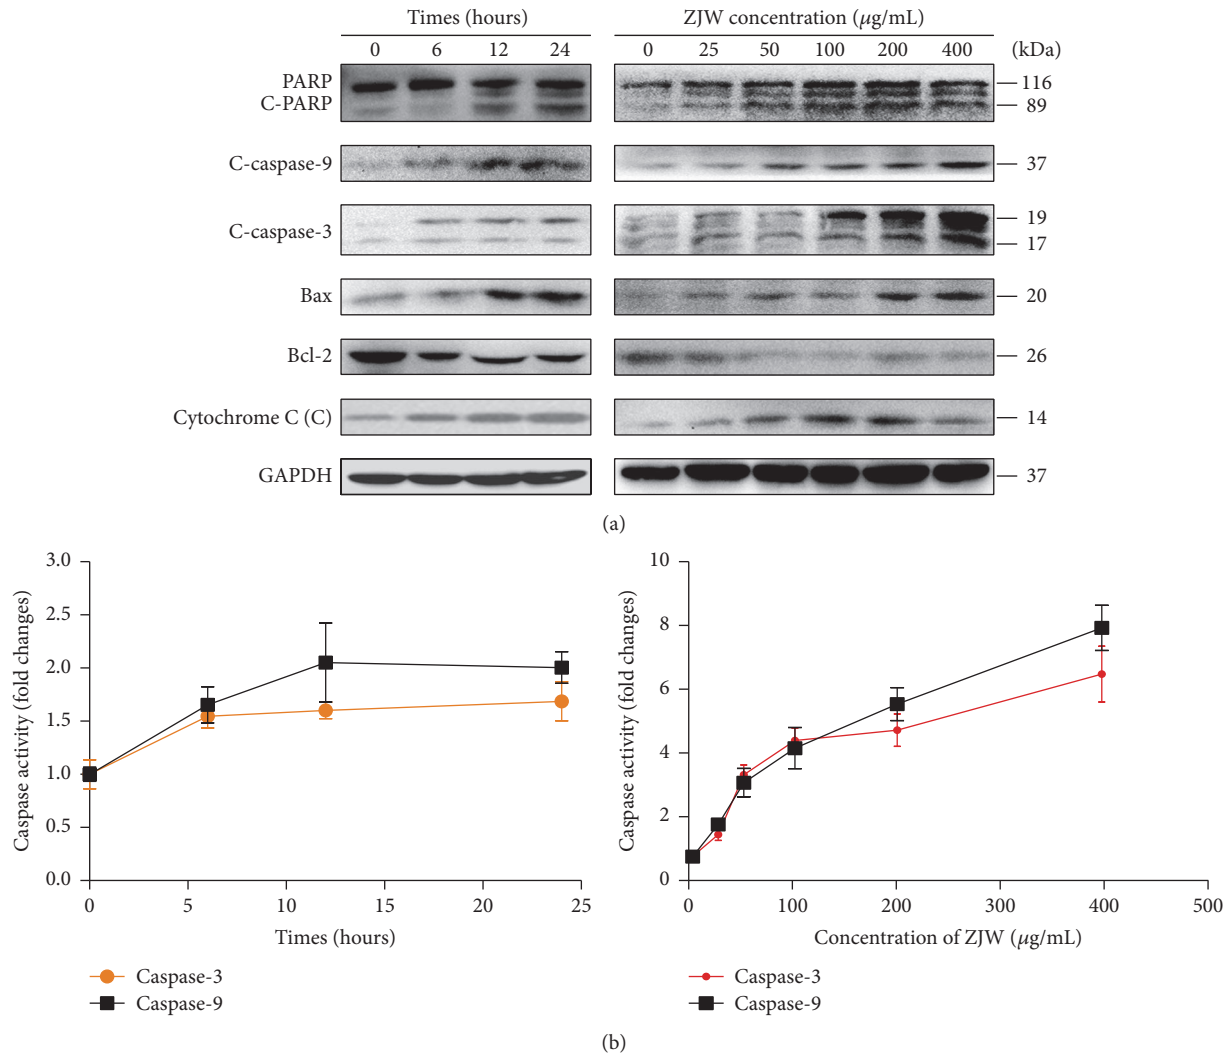 Times (hours)
ZJW concentration (μg/mL)
0 6 12 24
0 25 50 100 200 400 (kDa)
PARP
116
C-PARP
89
C-caspase-9
37
C-caspase-3
19
17
Bax
20
Bcl-2
26
Cytochrome C (C)
14
GAPDH
37
(a)
Caspase activity (fold changes)
3.0
2.5
2.0
1.5
1.0
0.5
0.0
0 5 10 15 20 25
Times (hours)
Caspase-3
Caspase-9
Caspase activity (fold changes)
10
8
6
4
2
0
0 100 200 300 400 500
Concentration of ZJW (μg/mL)
Caspase-3
Caspase-9
(b)